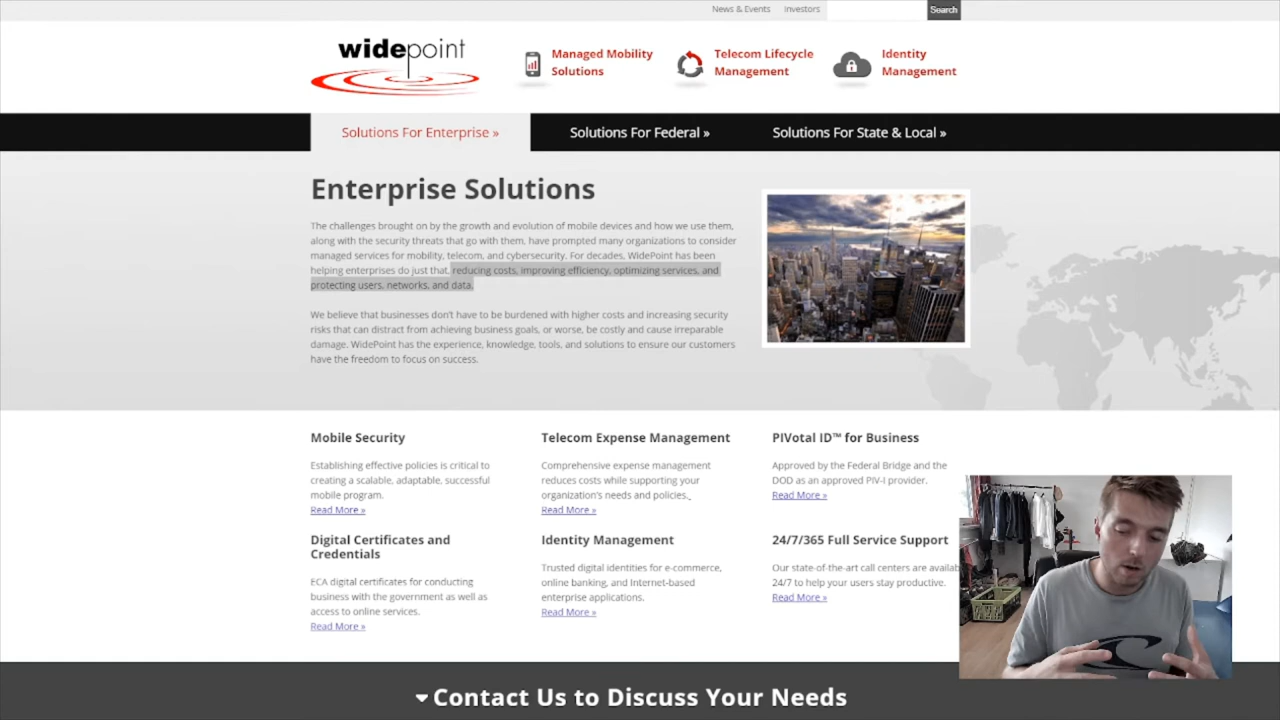 News & Events Investors Search
widepoint
Managed Mobility
Solutions
Telecom Lifecycle
Management
Identity
Management
Solutions For Enterprise »
Solutions For Federal »
Solutions For State & Local »
Enterprise Solutions
The challenges brought on by the growth and evolution of mobile devices and how we use them,
along with the security threats that go with them, have prompted many organizations to consider
managed services for mobility, telecom, and cybersecurity. For decades, WidePoint has been
helping enterprises do just that, reducing costs, improving efficiency, optimizing services, and
protecting users, networks, and data.
We believe that businesses don't have to be burdened with higher costs and increasing security
risks that can distract from achieving business goals, or worse, be costly and cause irreparable
damage. WidePoint has the experience, knowledge, tools, and solutions to ensure our customers
have the freedom to focus on success.
Mobile Security
Establishing effective policies is critical to
creating a scalable, adaptable, successful
mobile program.
Read More »
Telecom Expense Management
Comprehensive expense management
reduces costs while supporting your
organization's needs and policies.
Read More »
PIVotal ID™ for Business
Approved by the Federal Bridge and the
DOD as an approved PIV-I provider.
Read More »
Digital Certificates and
Credentials
ECA digital certificates for conducting
business with the government as well as
access to online services.
Read More »
Identity Management
Trusted digital identities for e-commerce,
online banking, and Internet-based
enterprise applications.
Read More »
24/7/365 Full Service Support
Our state-of-the-art call centers are availab
24/7 to help your users stay productive.
Read More »
Contact Us to Discuss Your Needs